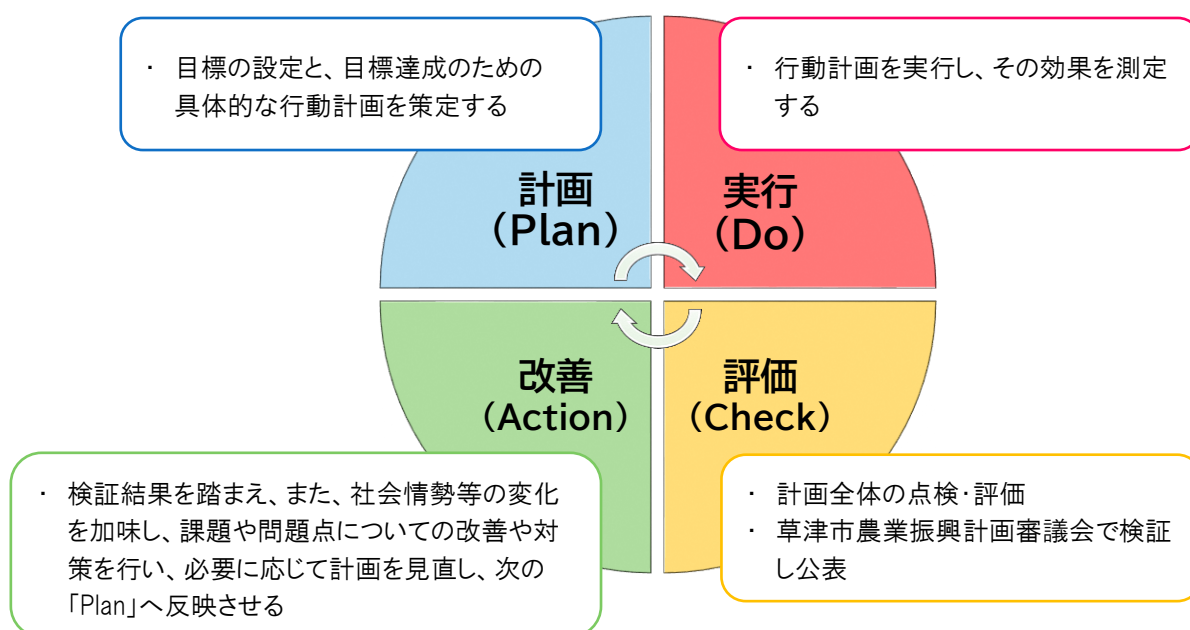 ・ 目標の設定と、目標達成のための
具体的な行動計画を策定する
・ 行動計画を実行し、その効果を測定
する
計画
(Plan)
実行
(Do)
改善
(Action)
評価
(Check)
・ 検証結果を踏まえ、また、社会情勢等の変化
を加味し、課題や問題点についての改善や対
策を行い、必要に応じて計画を見直し、次の
「Plan」へ反映させる
・ 計画全体の点検・評価
・ 草津市農業振興計画審議会で検証
し公表